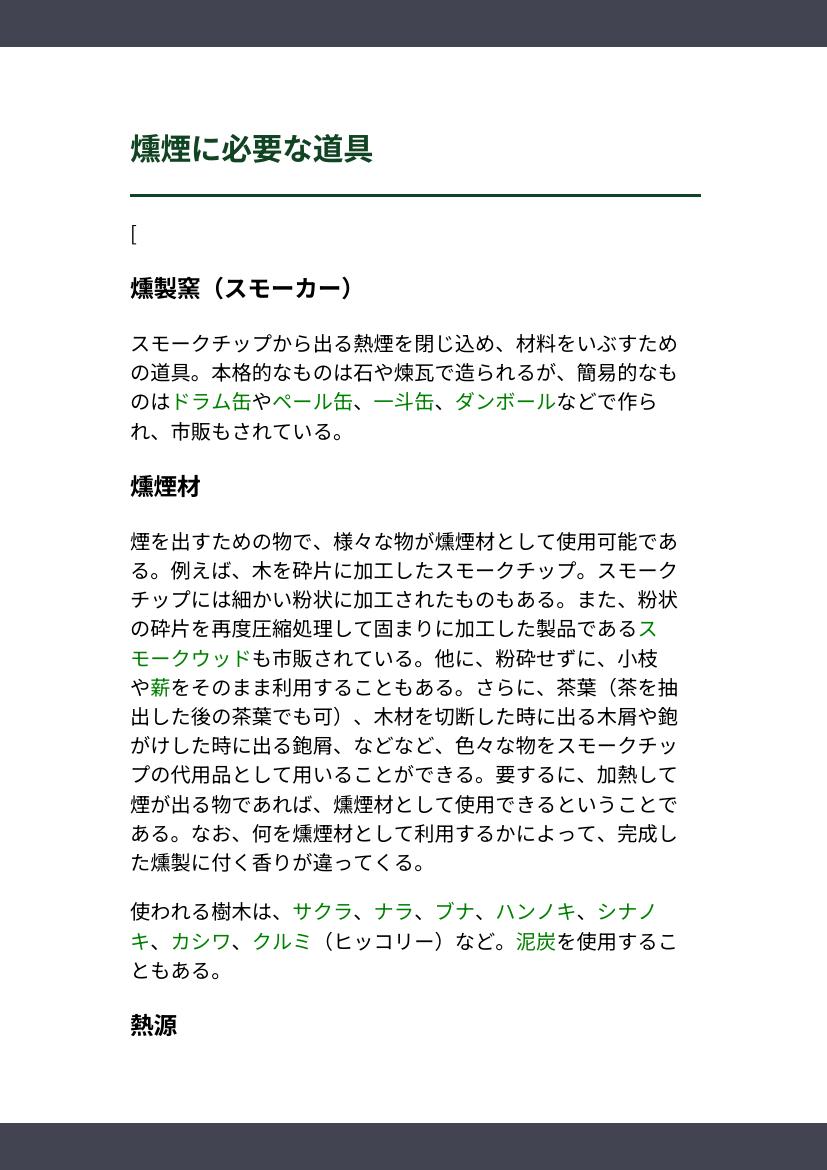 燻煙に必要な道具
[
燻製窯（スモーカー）
スモークチップから出る熱煙を閉じ込め、材料をいぶすため
の道具。本格的なものは石や煉瓦で造られるが、簡易的なも
のはドラム缶やペール缶、一斗缶、ダンボールなどで作ら
れ、市販もされている。
燻煙材
煙を出すための物で、様々な物が燻煙材として使用可能であ
る。例えば、木を砕片に加工したスモークチップ。スモーク
チップには細かい粉状に加工されたものもある。また、粉状
の砕片を再度圧縮処理して固まりに加工した製品であるス
モークウッドも市販されている。他に、粉砕せずに、小枝
や薪をそのまま利用することもある。さらに、茶葉（茶を抽
出した後の茶葉でも可）、木材を切断した時に出る木屑や鉋
がけした時に出る鉋屑、などなど、色々な物をスモークチッ
プの代用品として用いることができる。要するに、加熱して
煙が出る物であれば、燻煙材として使用できるということで
ある。なお、何を燻煙材として利用するかによって、完成し
た燻製に付く香りが違ってくる。
使われる樹木は、サクラ、ナラ、ブナ、ハンノキ、シナノ
キ、カシワ、クルミ（ヒッコリー）など。泥炭を使用するこ
ともある。
熱源